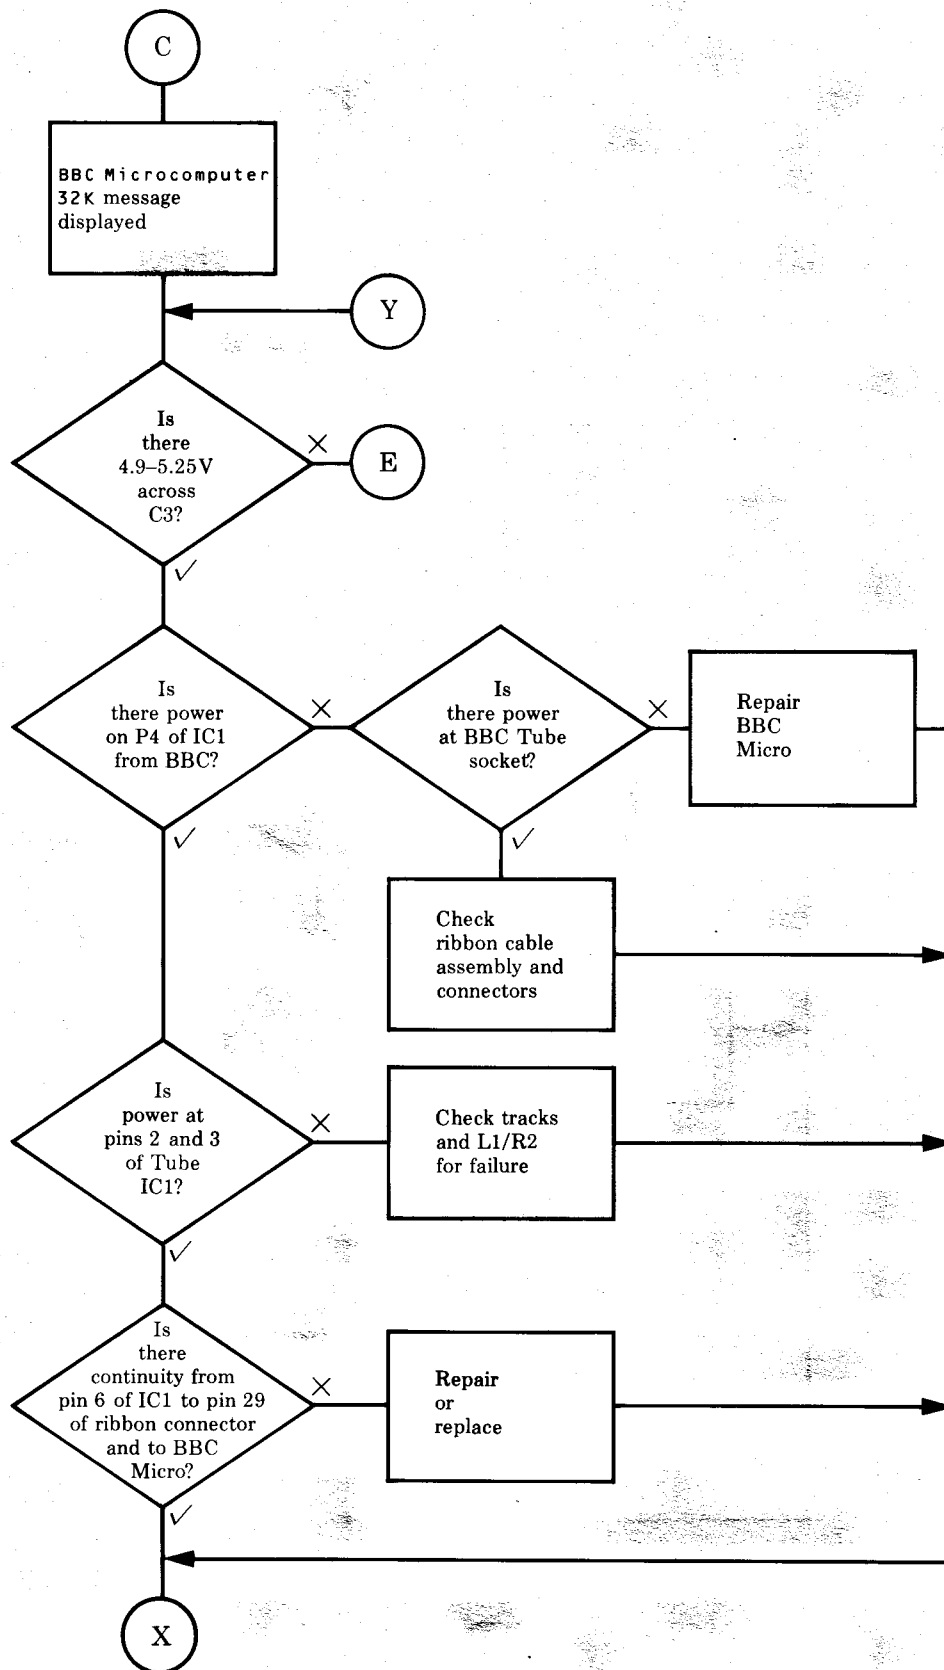 C
BBC Microcomputer
32K message
displayed
Y
Is
there
4.9–5.25V
across
C3?
×
E
✓
Is
there power
on P4 of IC1
from BBC?
×
Is
there power
at BBC Tube
socket?
×
Repair
BBC
Micro
✓
✓
Check
ribbon cable
assembly and
connectors
Is
power at
pins 2 and 3
of Tube
IC1?
×
Check tracks
and L1/R2
for failure
✓
Is
there
continuity from
pin 6 of IC1 to pin 29
of ribbon connector
and to BBC
Micro?
×
Repair
or
replace
✓
X